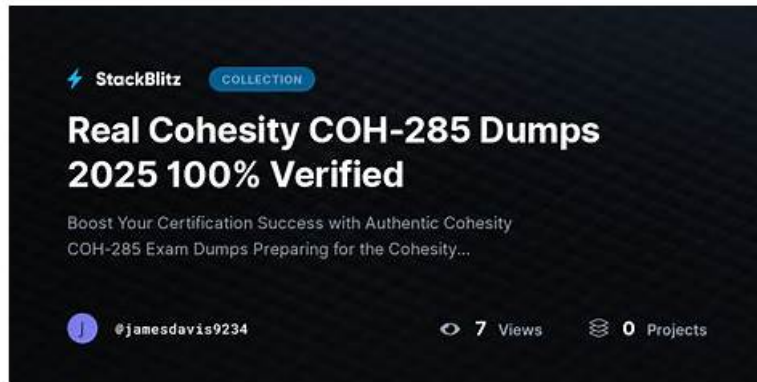 StackBlitz COLLECTION
Real Cohesity COH-285 Dumps
2025 100% Verified
Boost Your Certification Success with Authentic Cohesity
COH-285 Exam Dumps Preparing for the Cohesity...
J @jamesdavis9234 7 Views 0 Projects